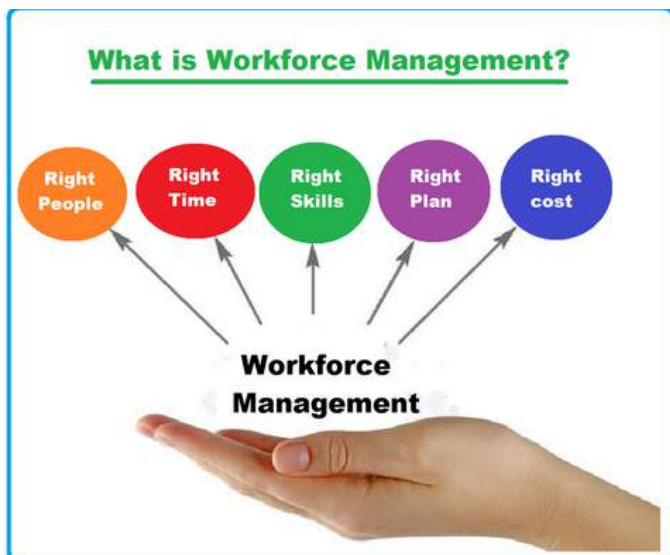 What is Workforce Management?
Right
People
Right
Time
Right
Skills
Right
Plan
Right
cost
Workforce
Management